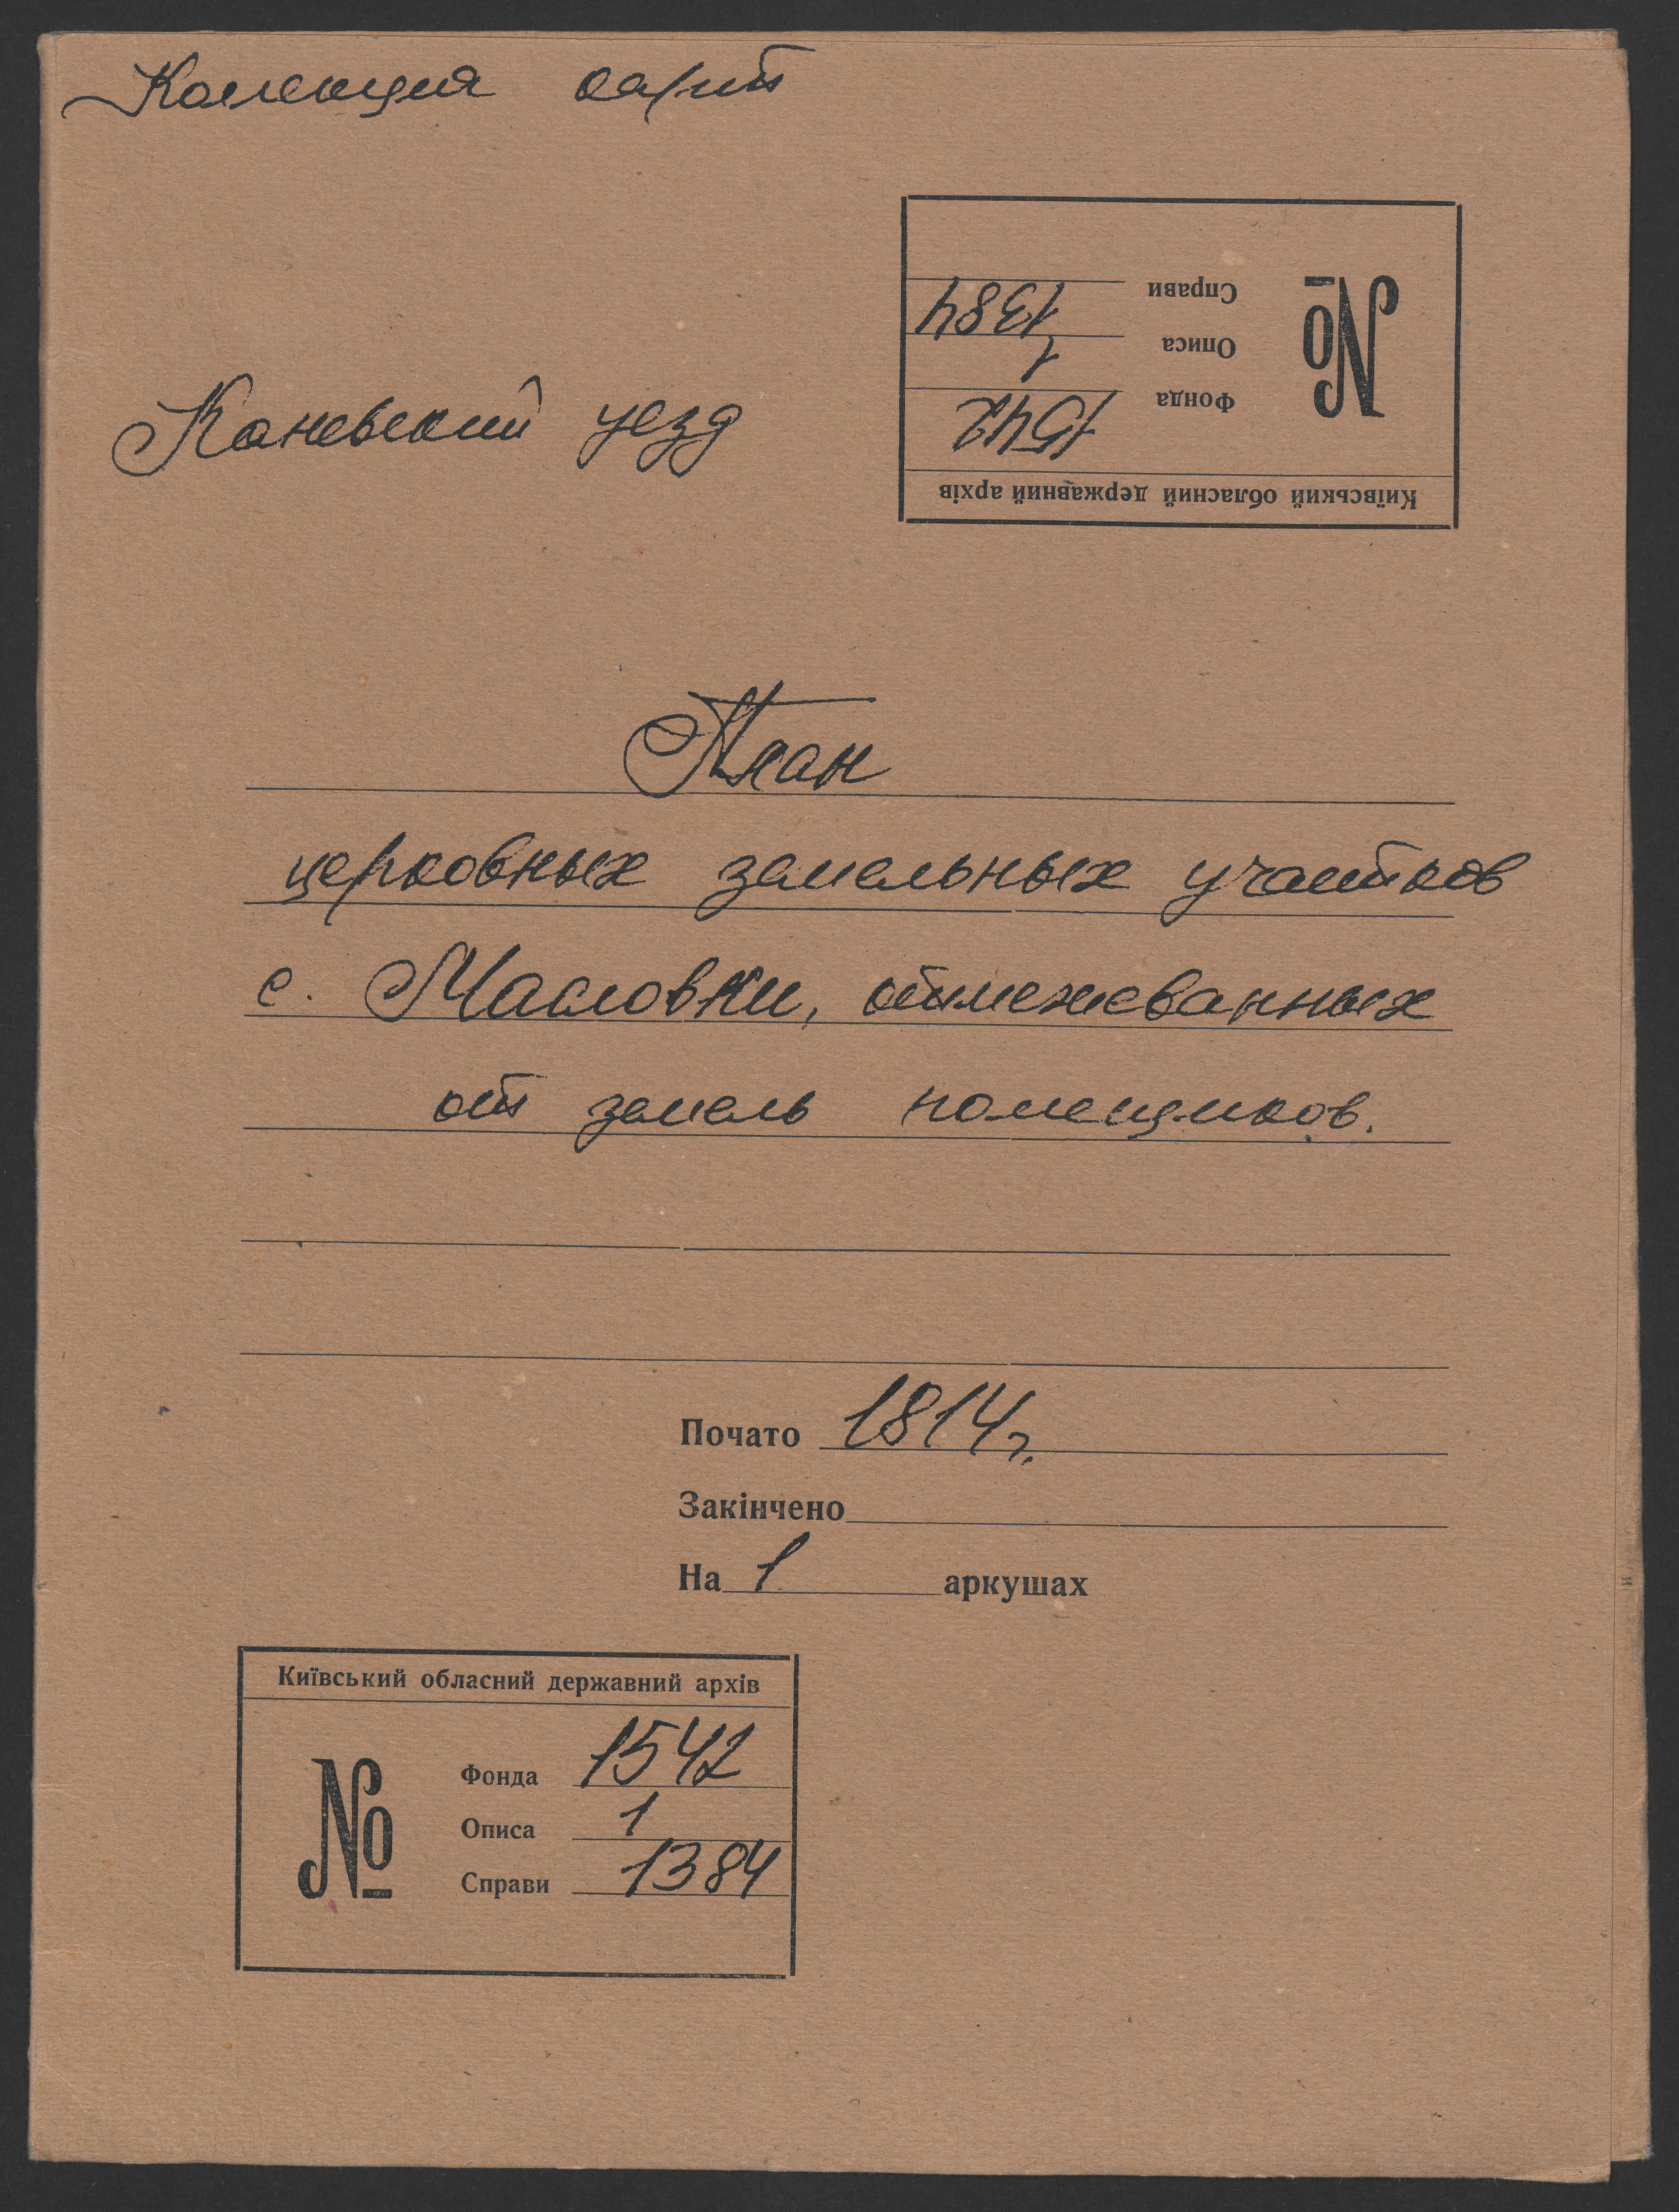 Коллекция карт
Справи 1384
Описа 1
Фонда 1542
№
Київський обласний державний архів
Каневский уезд
План
церковных земельных участков
с. Масловки, отмежеванных
от земель помещиков.
Почато 1814г.
Закінчено
На 1 аркушах
Київський обласний державний архів
№
Фонда 1542
Описа 1
Справи 1384